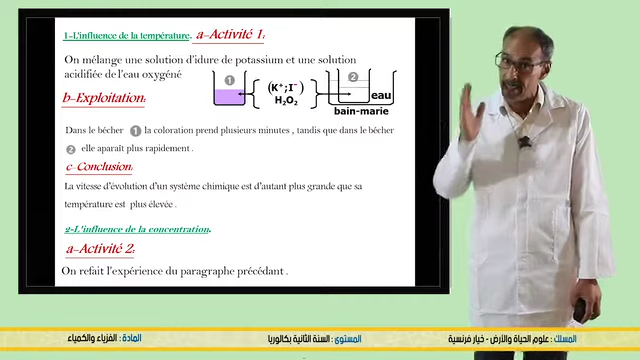 1-L'influence de la température. a-Activité 1:
On mélange une solution d'idure de potassium et une solution
acidifiée de l'eau oxygéné
1
(K⁺;I⁻)
H₂O₂
2
eau
bain-marie
b-Exploitation:
Dans le bécher 1 la coloration prend plusieurs minutes , tandis que dans le bécher
2 elle aparaît plus rapidement .
c-Conclusion:
La vitesse d'évolution d'un système chimique est d'autant plus grande que sa
température est plus élevée .
2-L'influence de la concentration.
a-Activité 2:
On refait l'expérience du paragraphe précédant .
المسلك : علوم الحياة والأرض - خيار فرنسية
المستوى : السنة الثانية بكالوريا
المادة : الفزياء والكمياء